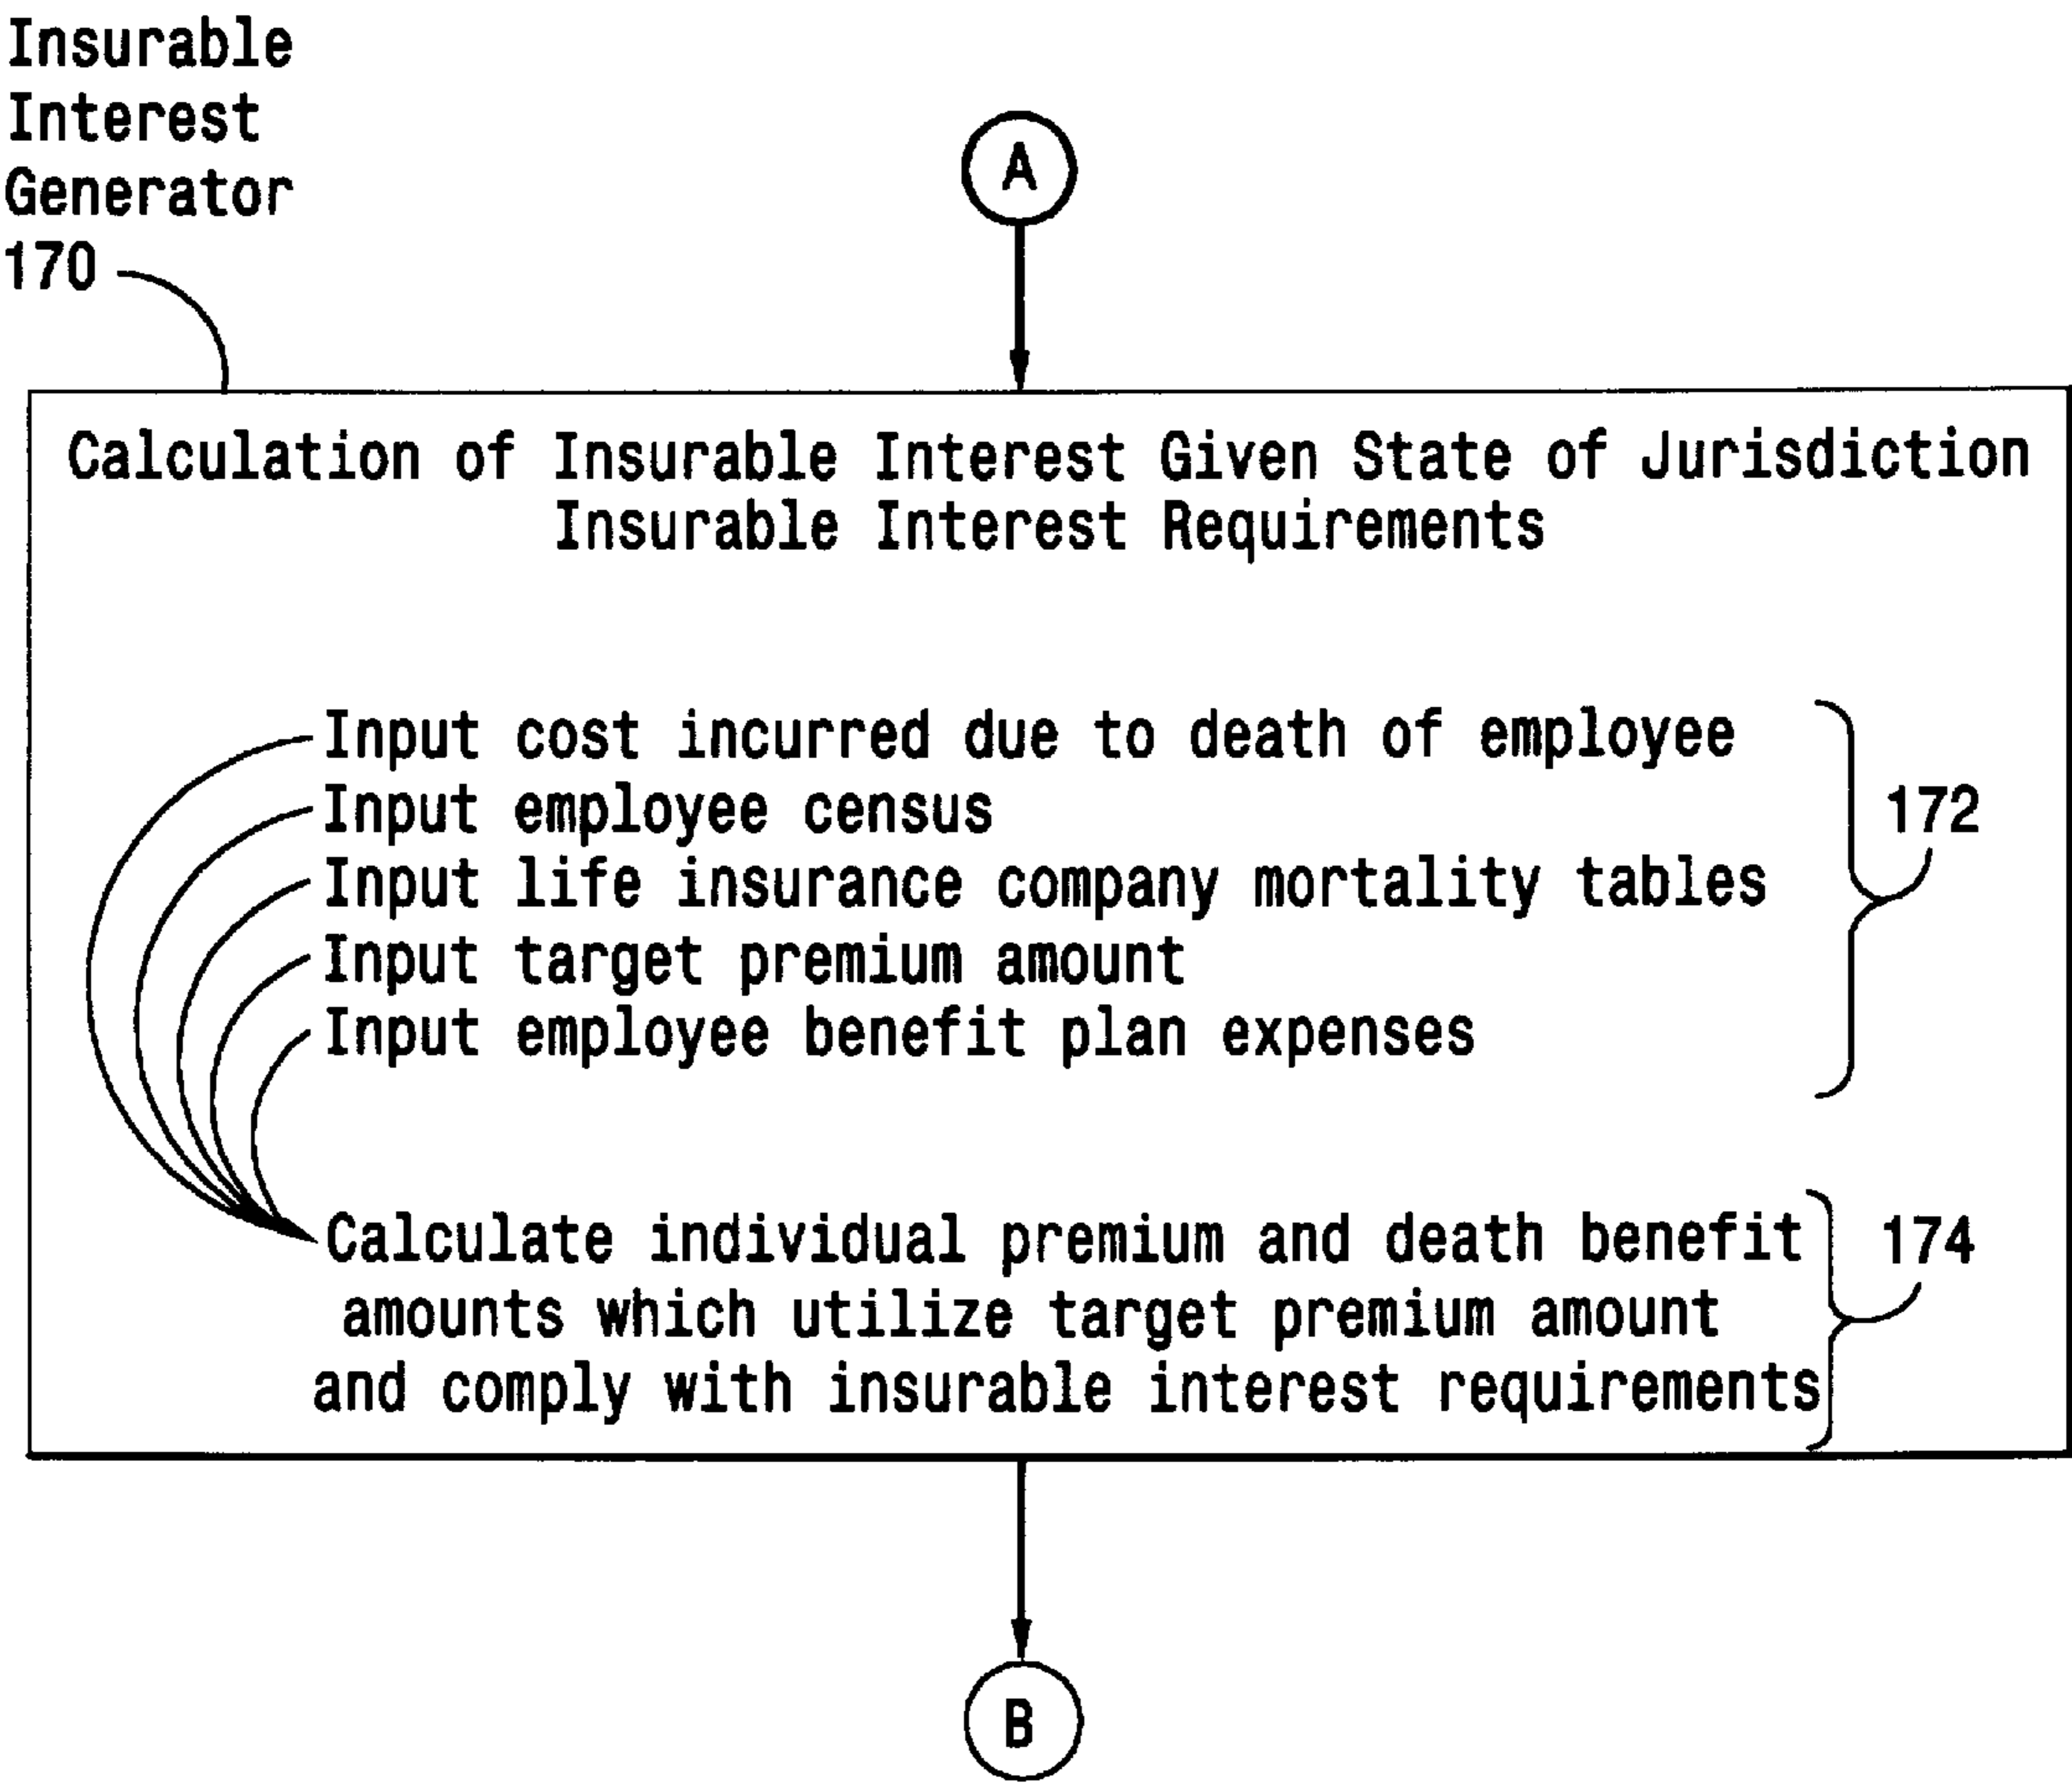 Insurable
Interest
Generator
170
A
Calculation of Insurable Interest Given State of Jurisdiction
Insurable Interest Requirements
Input cost incurred due to death of employee
Input employee census
172
Input life insurance company mortality tables
Input target premium amount
Input employee benefit plan expenses
Calculate individual premium and death benefit
174
amounts which utilize target premium amount
and comply with insurable interest requirements
B